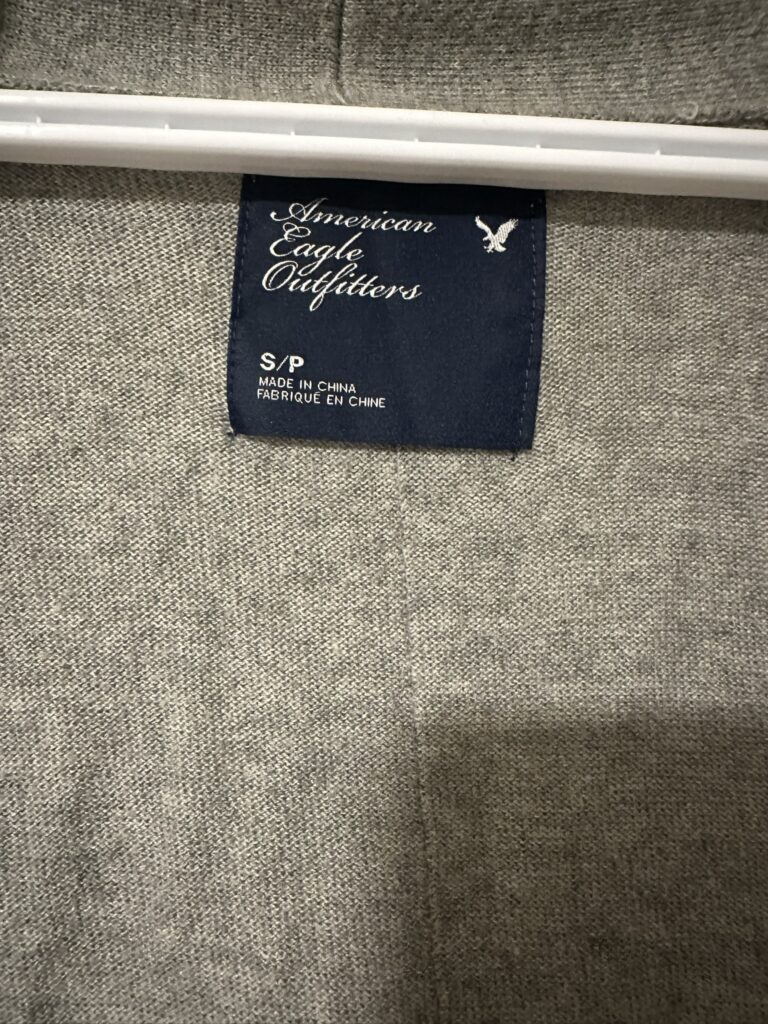 American
Eagle
Outfitters
S/P
MADE IN CHINA
FABRIQUÉ EN CHINE